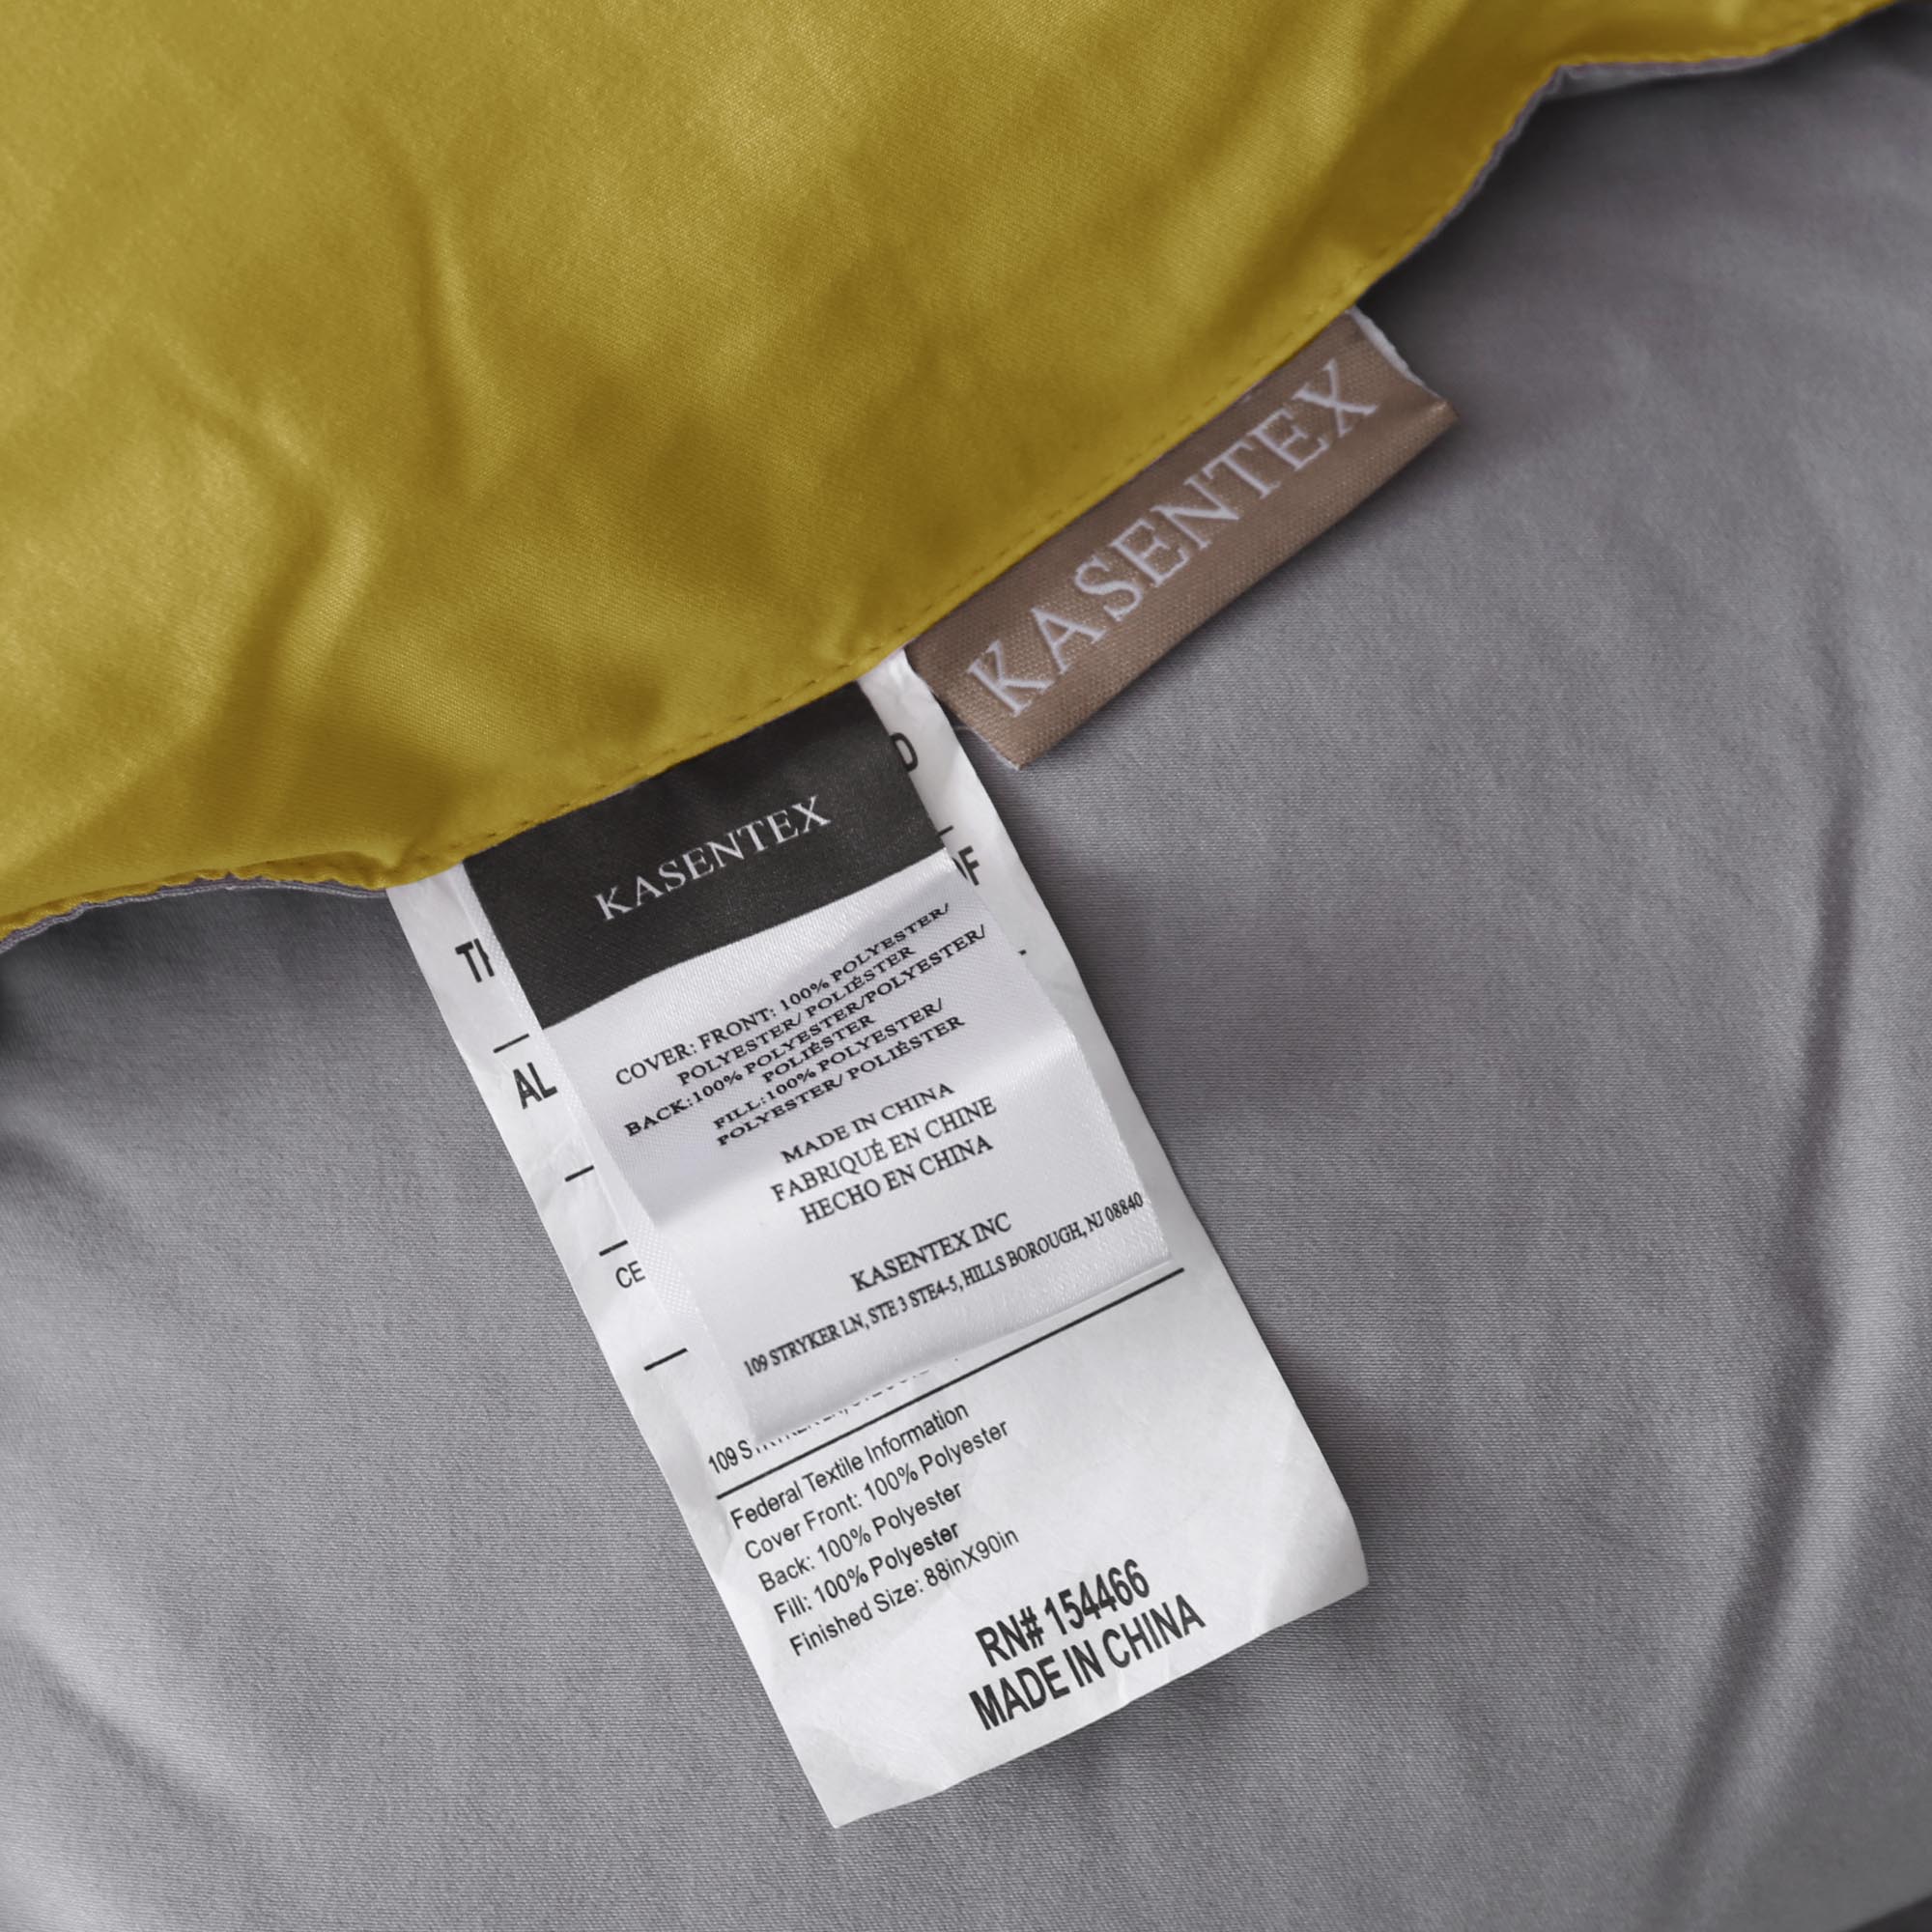 KASENTEX
KASENTEX
COVER: FRONT: 100% POLYESTER/
POLYESTER/ POLIÉSTER
BACK:100% POLYESTER/POLYESTER/
POLIÉSTER
FILL:100% POLYESTER/
POLYESTER/ POLIÉSTER
MADE IN CHINA
FABRIQUÉ EN CHINE
HECHO EN CHINA
KASENTEX INC
109 STRYKER LN, STE 3 STE4-5, HILLS BOROUGH, NJ 08840
D
OF
TH
AL
CE
109 S
Federal Textile Information
Cover Front: 100% Polyester
Back: 100% Polyester
Fill: 100% Polyester
Finished Size: 88inX90in
RN# 154466
MADE IN CHINA